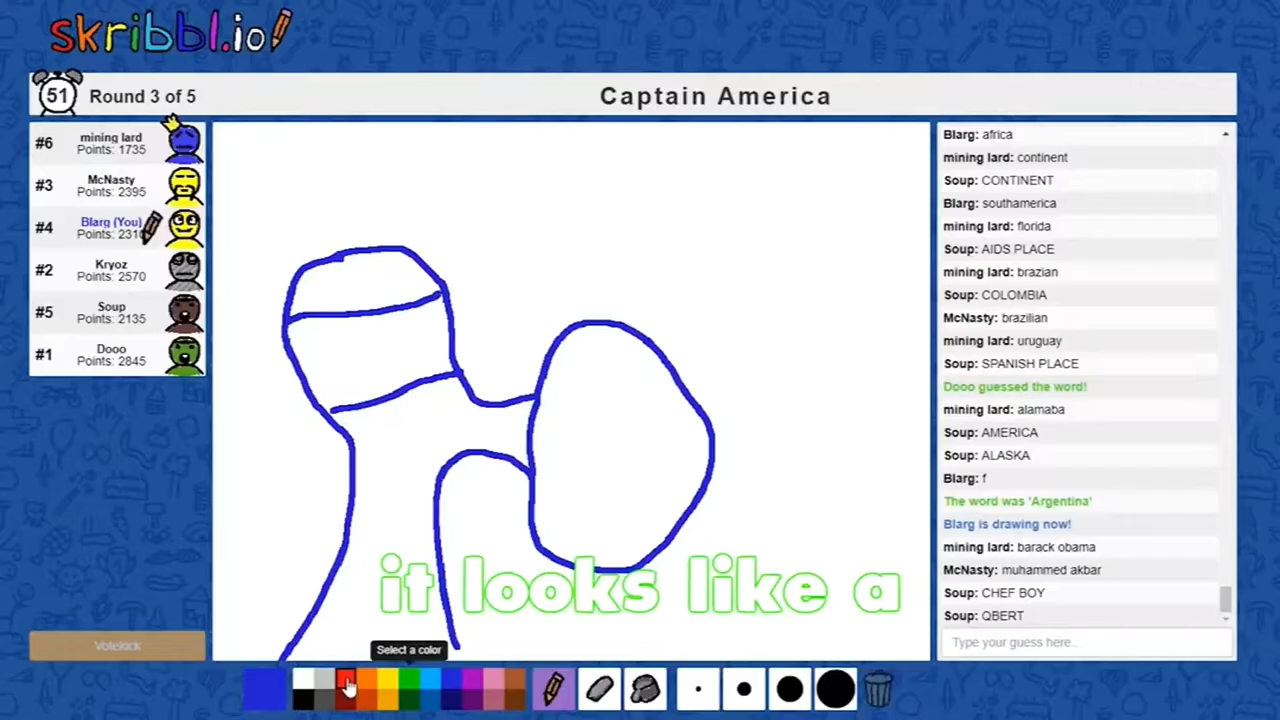 skribbl.io
51 Round 3 of 5
Captain America
#6 mining lard
Points: 1735
#3 McNasty
Points: 2395
#4 Blarg (You)
#2 Kryoz
Points: 2570
#5 Soup
Points: 2135
#1 Dooo
Points: 2845
Votekick
Blarg: africa
mining lard: continent
Soup: CONTINENT
Blarg: southamerica
mining lard: florida
Soup: AIDS PLACE
mining lard: brazian
Soup: COLOMBIA
McNasty: brazilian
mining lard: uruguay
Soup: SPANISH PLACE
Dooo guessed the word!
mining lard: alamaba
Soup: AMERICA
Soup: ALASKA
Blarg: f
The word was 'Argentina'
Blarg is drawing now!
mining lard: barack obama
McNasty: muhammed akbar
Soup: CHEF BOY
Soup: QBERT
Type your guess here...
it looks like a
Select a color